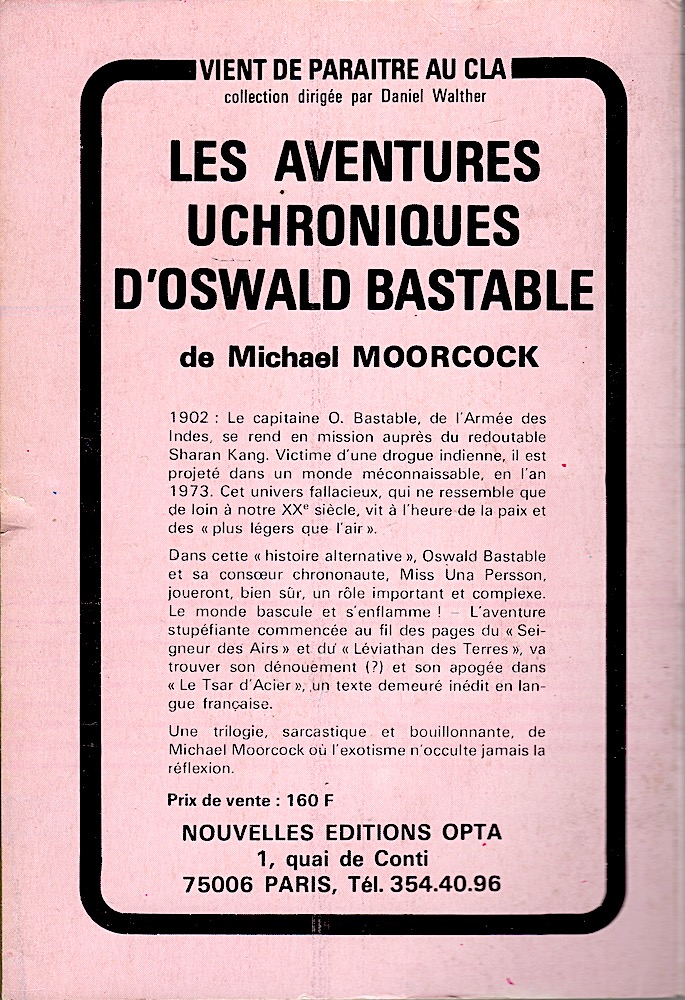 VIENT DE PARAITRE AU CLA
collection dirigée par Daniel Walther
LES AVENTURES
UCHRONIQUES
D'OSWALD BASTABLE
de Michael MOORCOCK
1902 : Le capitaine O. Bastable, de l'Armée des
Indes, se rend en mission auprès du redoutable
Sharan Kang. Victime d'une drogue indienne, il est
projeté dans un monde méconnaissable, en l'an
1973. Cet univers fallacieux, qui ne ressemble que
de loin à notre XXe siècle, vit à l'heure de la paix et
des « plus légers que l'air ».
Dans cette « histoire alternative », Oswald Bastable
et sa consœur chrononaute, Miss Una Persson,
joueront, bien sûr, un rôle important et complexe.
Le monde bascule et s'enflamme ! – L'aventure
stupéfiante commencée au fil des pages du « Sei-
gneur des Airs » et du « Léviathan des Terres », va
trouver son dénouement (?) et son apogée dans
« Le Tsar d'Acier », un texte demeuré inédit en lan-
gue française.
Une trilogie, sarcastique et bouillonnante, de
Michael Moorcock où l'exotisme n'occulte jamais la
réflexion.
Prix de vente : 160 F
NOUVELLES EDITIONS OPTA
1, quai de Conti
75006 PARIS, Tél. 354.40.96